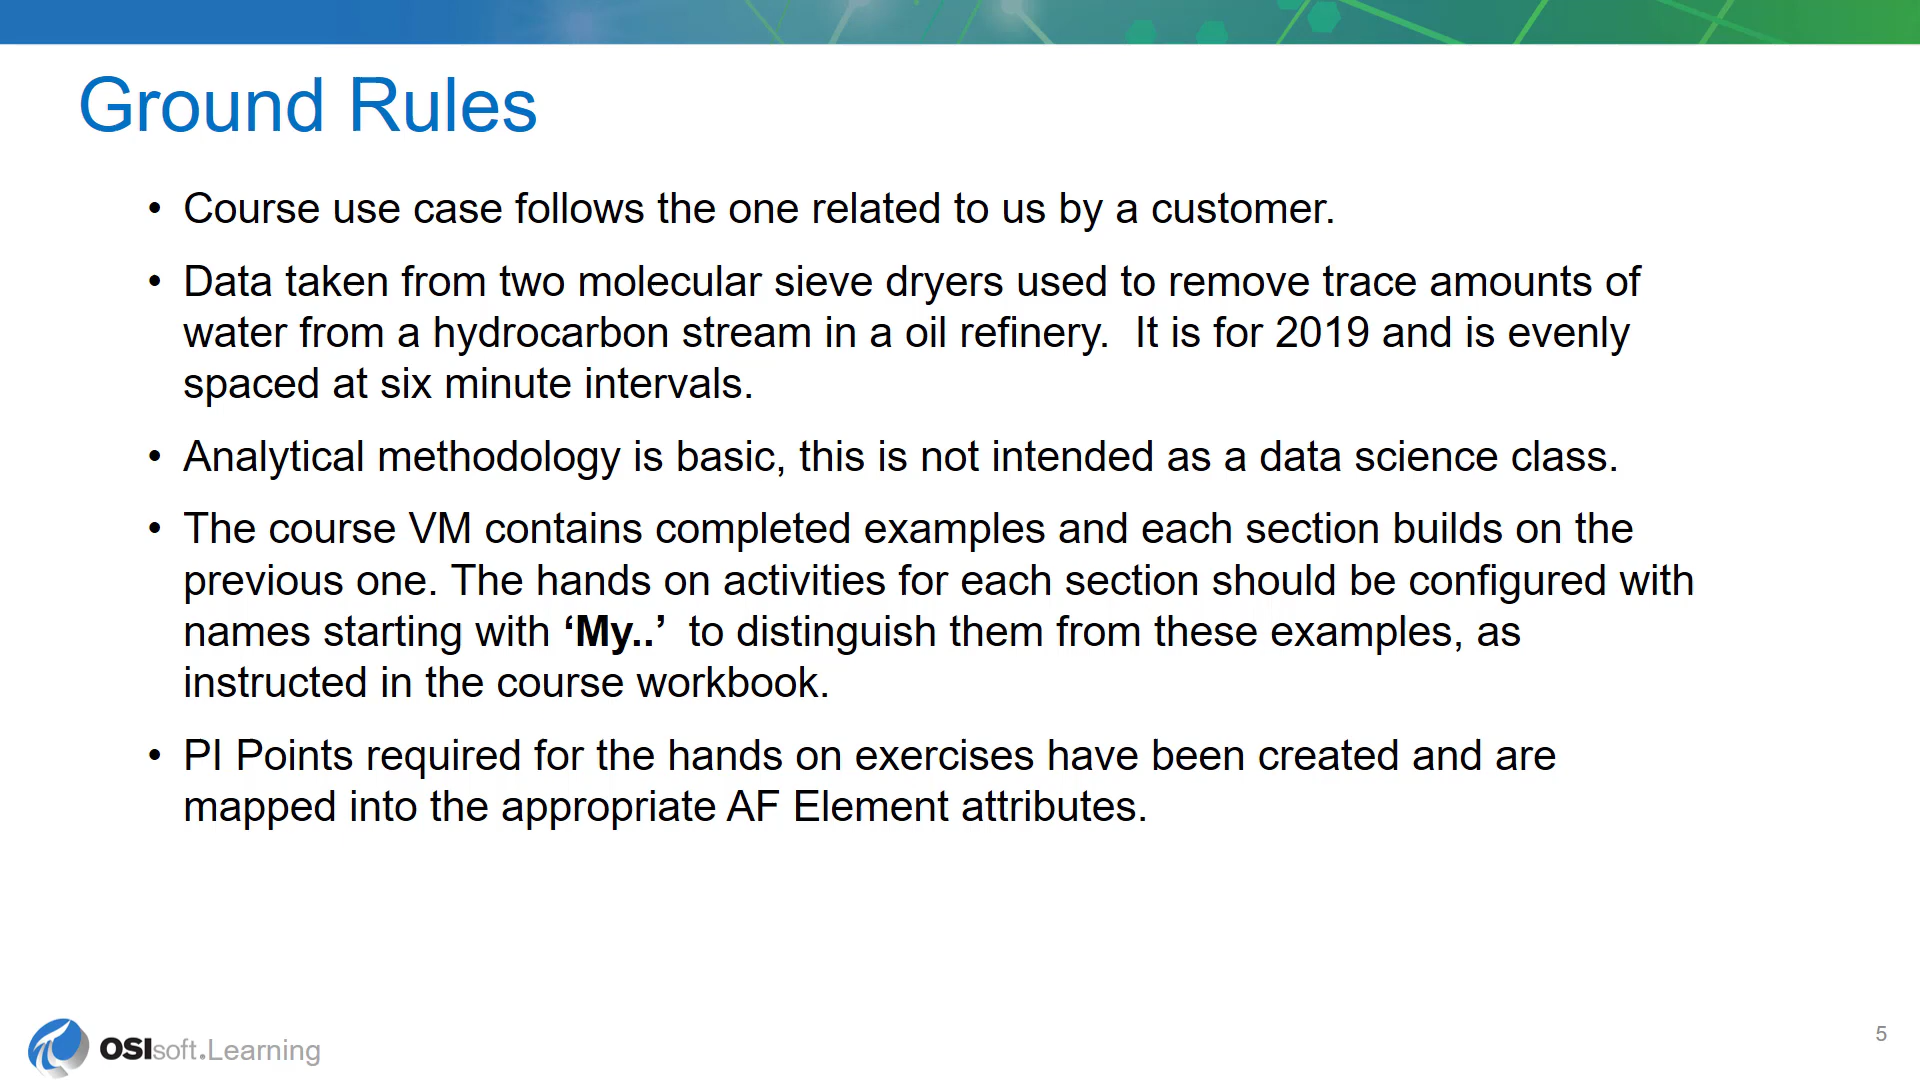 Ground Rules
• Course use case follows the one related to us by a customer.
• Data taken from two molecular sieve dryers used to remove trace amounts of
water from a hydrocarbon stream in a oil refinery.  It is for 2019 and is evenly
spaced at six minute intervals.
• Analytical methodology is basic, this is not intended as a data science class.
• The course VM contains completed examples and each section builds on the
previous one. The hands on activities for each section should be configured with
names starting with ‘My..’  to distinguish them from these examples, as
instructed in the course workbook.
• PI Points required for the hands on exercises have been created and are
mapped into the appropriate AF Element attributes.
OSIsoft.Learning
5